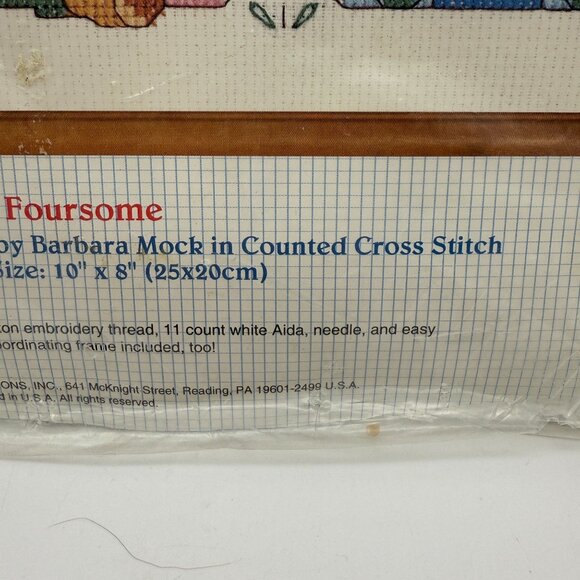 Foursome
by Barbara Mock in Counted Cross Stitch
Size: 10" x 8" (25x20cm)
on embroidery thread, 11 count white Aida, needle, and easy
ordinating frame included, too!
ONS, INC., 641 McKnight Street, Reading, PA 19601-2499 U.S.A.
d in U.S.A. All rights reserved.